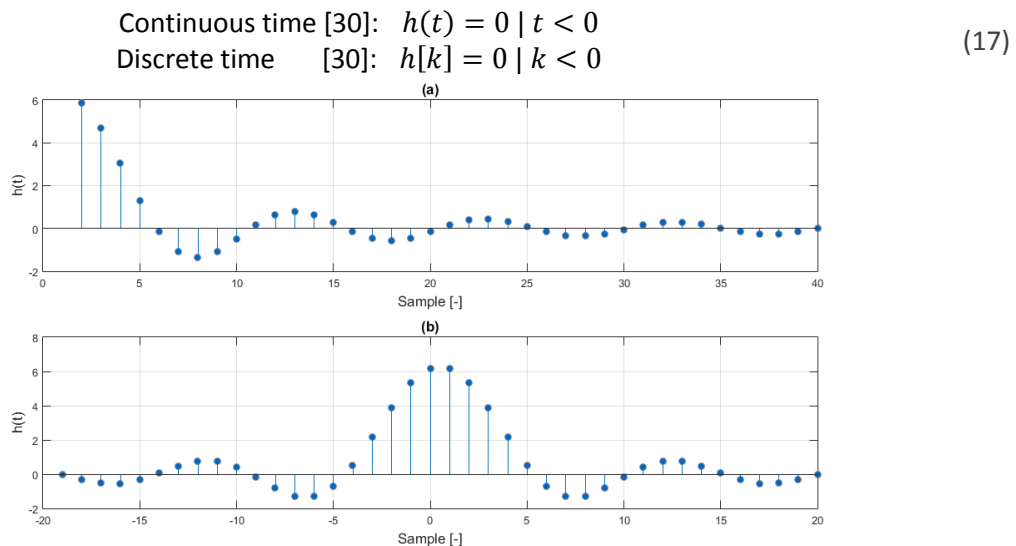 Continuous time [30]: h(t) = 0 | t < 0
(17)
Discrete time [30]: h[k] = 0 | k < 0
(a)
6
4
2
0
-2
h(t)
0 5 10 15 20 25 30 35 40
Sample [-]
(b)
8
6
4
2
0
-2
h(t)
-20 -15 -10 -5 0 5 10 15 20
Sample [-]